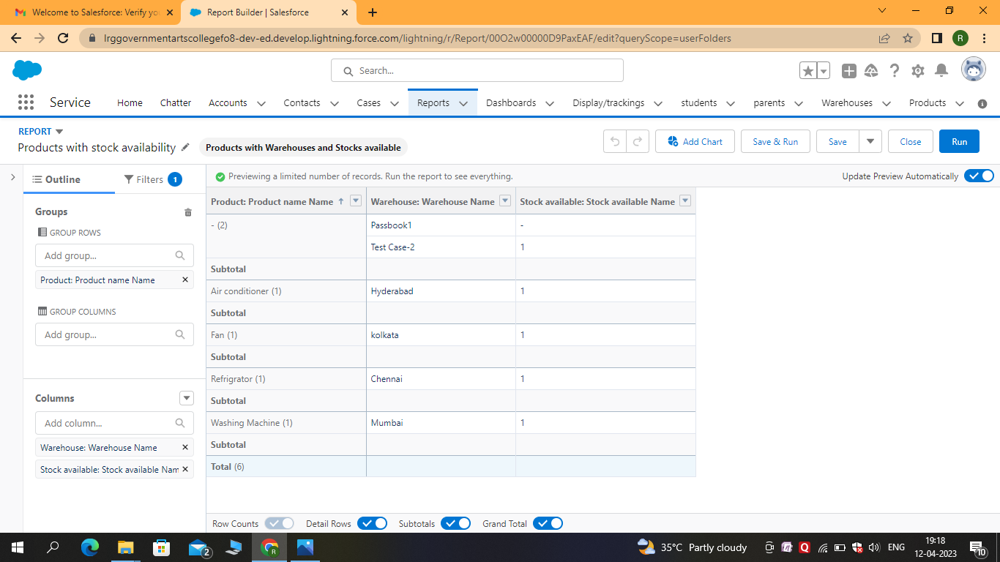 Welcome to Salesforce: Verify yo
Report Builder | Salesforce
lrggovernmentartscollegefo8-dev-ed.develop.lightning.force.com/lightning/r/Report/00O2w00000D9PaxEAF/edit?queryScope=userFolders
R
Search...
Service
Home
Chatter
Accounts
Contacts
Cases
Reports
Dashboards
Display/trackings
students
parents
Warehouses
Products
REPORT
Products with stock availability
Products with Warehouses and Stocks available
Add Chart
Save & Run
Save
Close
Run
Outline
Filters 1
Previewing a limited number of records. Run the report to see everything.
Update Preview Automatically
Groups
GROUP ROWS
Add group...
Product: Product name Name
GROUP COLUMNS
Add group...
Columns
Add column...
Warehouse: Warehouse Name
Stock available: Stock available Nam
Product: Product name Name ↑ Warehouse: Warehouse Name Stock available: Stock available Name
- (2) Passbook1 -
Test Case-2 1
Subtotal
Air conditioner (1) Hyderabad 1
Subtotal
Fan (1) kolkata 1
Subtotal
Refrigrator (1) Chennai 1
Subtotal
Washing Machine (1) Mumbai 1
Subtotal
Total (6)
Row Counts
Detail Rows
Subtotals
Grand Total
2
35°C Partly cloudy
ENG
19:18
12-04-2023
10